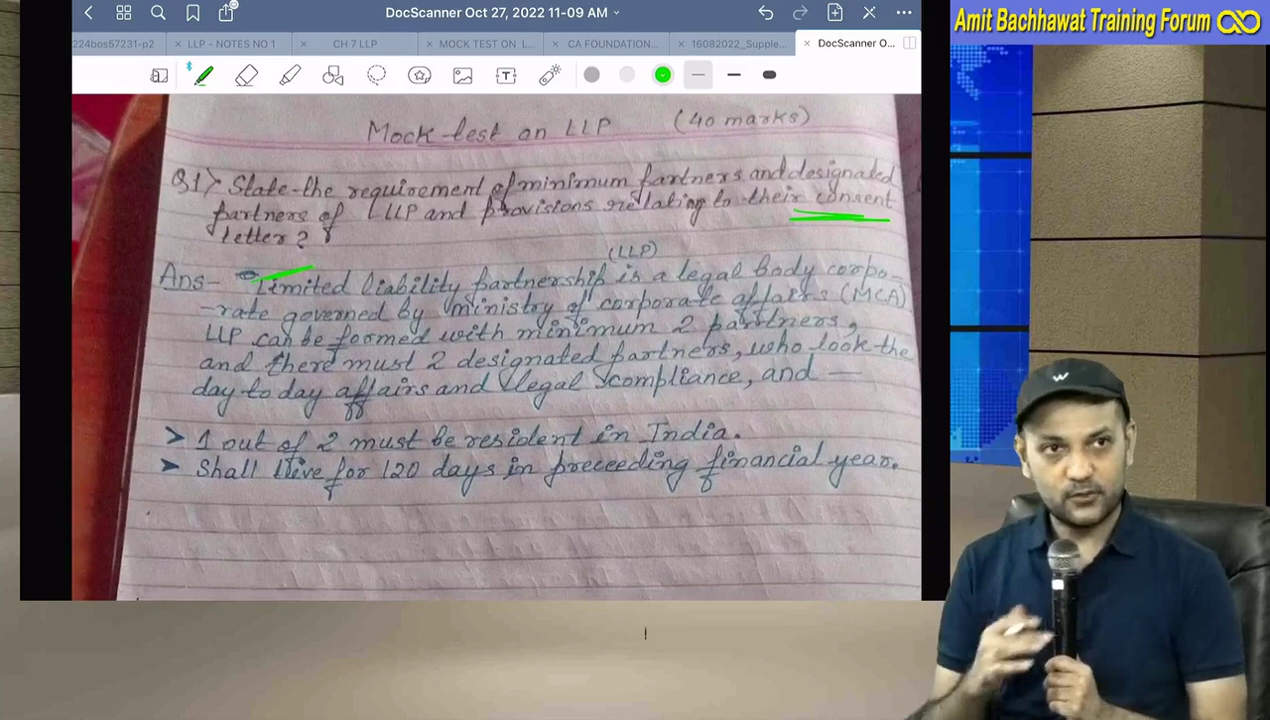 DocScanner Oct 27, 2022 11-09 AM
Amit Bachhawat Training Forum
224bos57231-p2
LLP - NOTES NO 1
CH 7 LLP
MOCK TEST ON L...
CA FOUNDATION...
16082022_Supple...
DocScanner O...
Mock test on LLP (40 marks)
Q1> State the requirement of minimum partners and designated
partners of LLP and provisions relating to their consent
letter?
(LLP)
Ans- Limited liability partnership is a legal body corpo-
-rate governed by ministry of corporate affairs (MCA)
LLP can be formed with minimum 2 partners,
and there must 2 designated partners, who look the
day to day affairs and legal compliance, and —
> 1 out of 2 must be resident in India.
> Shall live for 120 days in preceeding financial year.